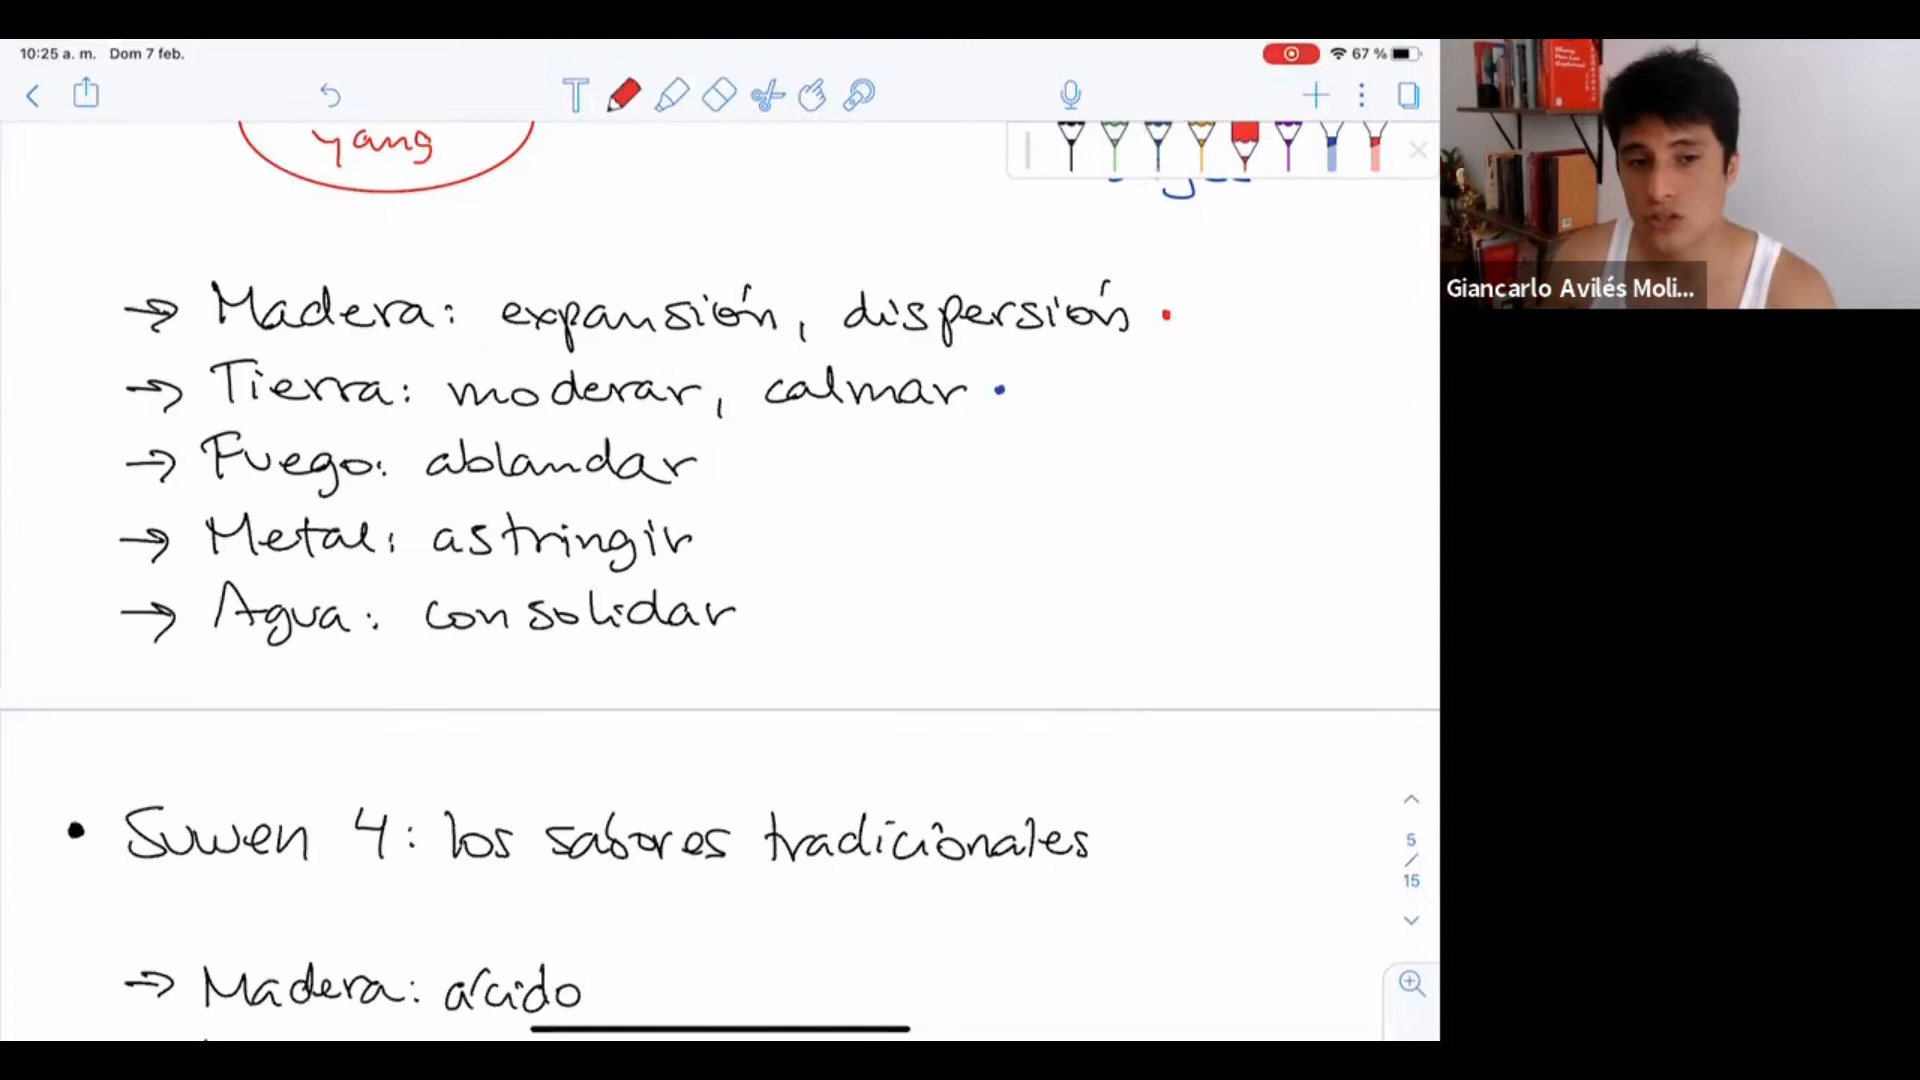 10:25 a. m. Dom 7 feb.
67 %
yang
→ Madera: expansión, dispersión
→ Tierra: moderar, calmar
→ Fuego: ablandar
→ Metal: astringir
→ Agua: consolidar
• Suwen 4: los sabores tradicionales
→ Madera: ácido
5
/
15
Giancarlo Avilés Moli...